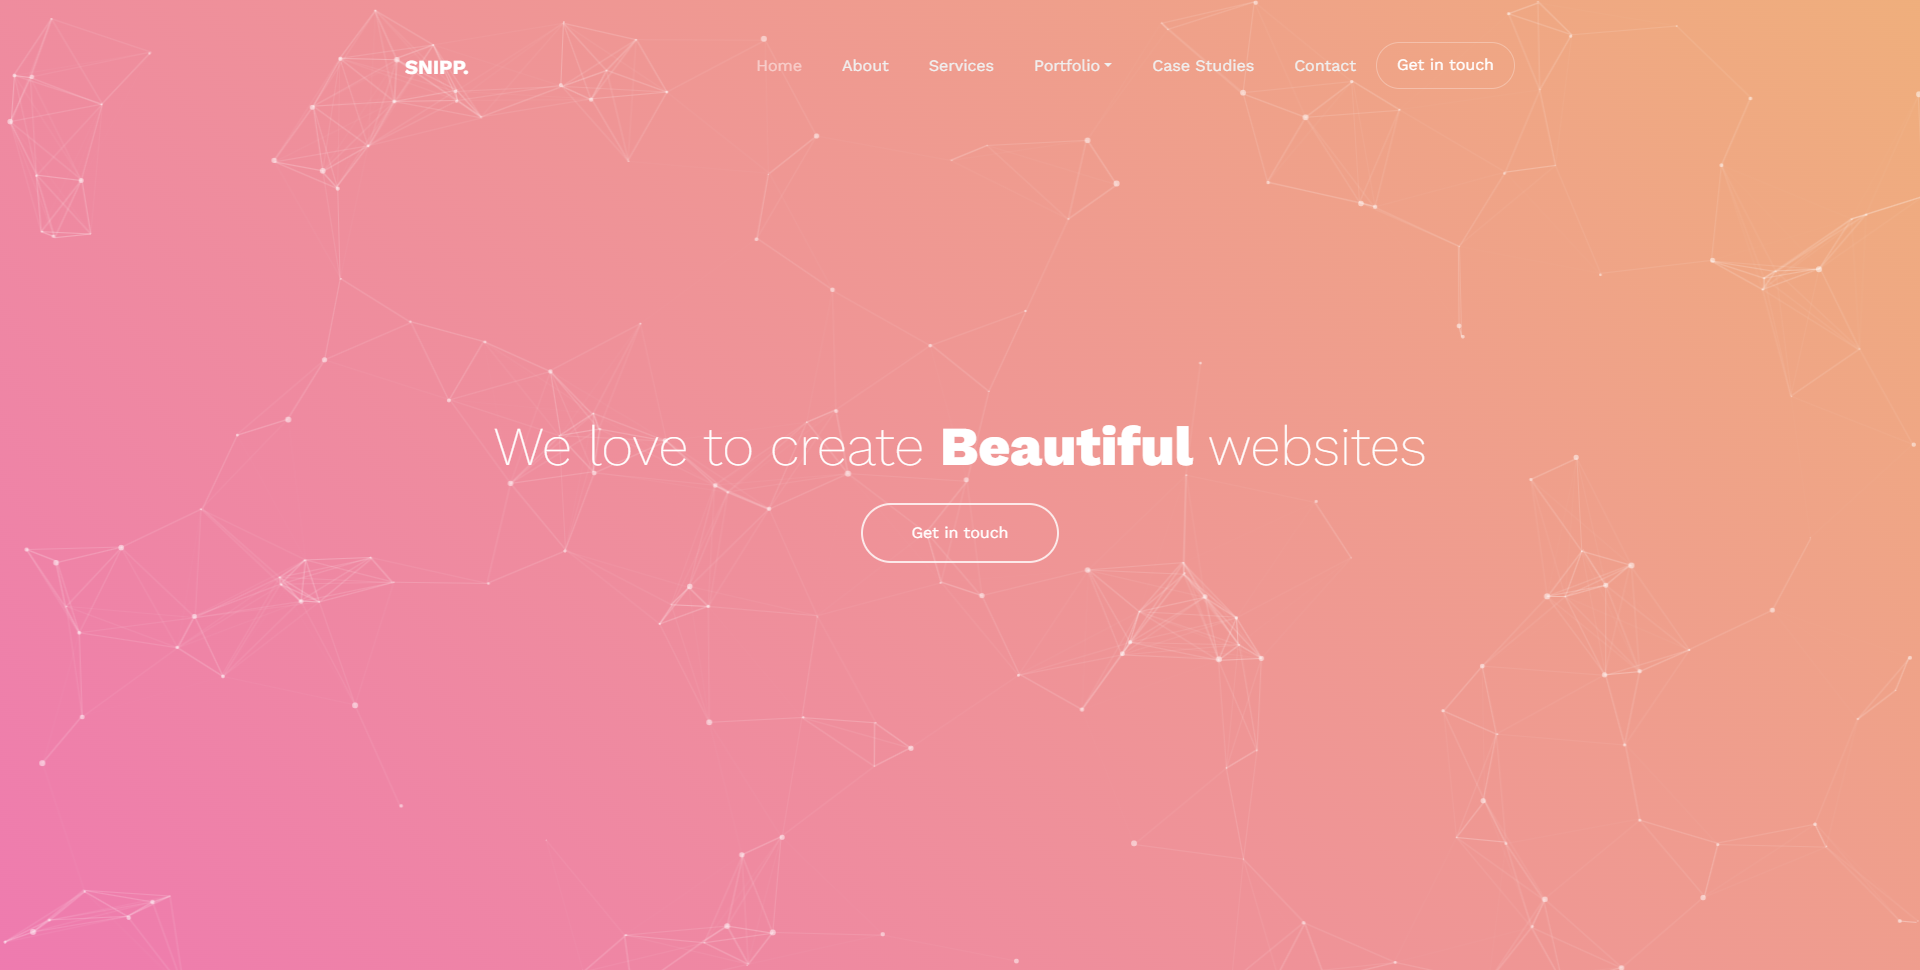 SNIPP.
Home About Services Portfolio Case Studies Contact Get in touch
We love to create Beautiful websites
Get in touch